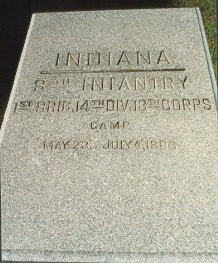 INDIANA
8TH INFANTRY
1ST BRIG. 14TH DIV. 13TH CORPS
CAMP
MAY 23, JULY 4, 1863